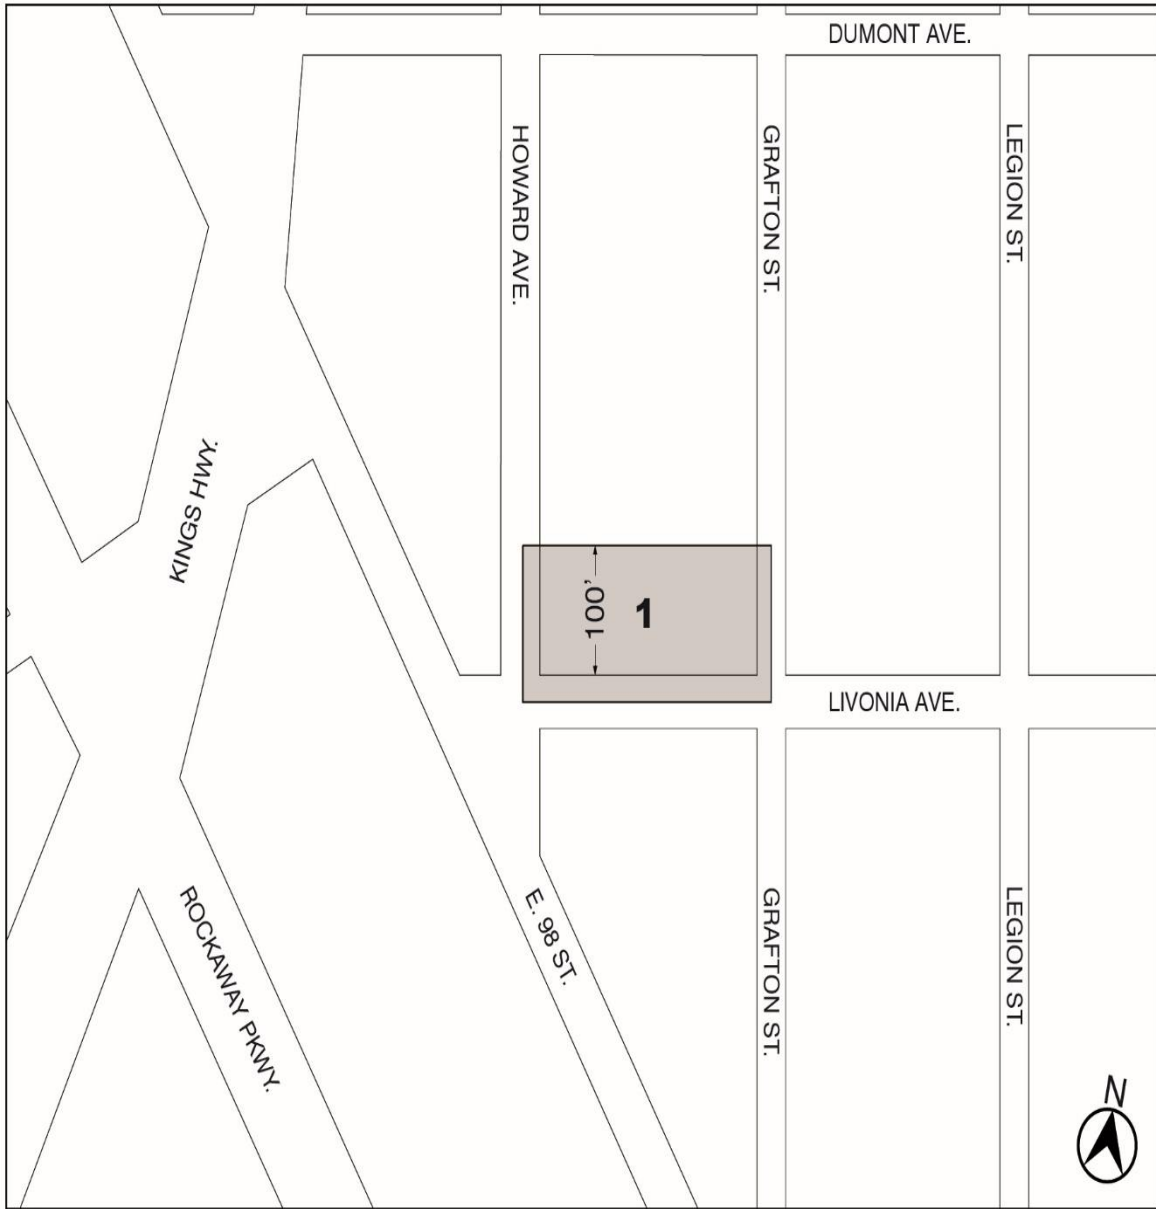 DUMONT AVE.
HOWARD AVE.
GRAFTON ST.
LEGION ST.
KINGS HWY.
100'
1
LIVONIA AVE.
E. 98 ST.
ROCKAWAY PKWY.
GRAFTON ST.
LEGION ST.
N